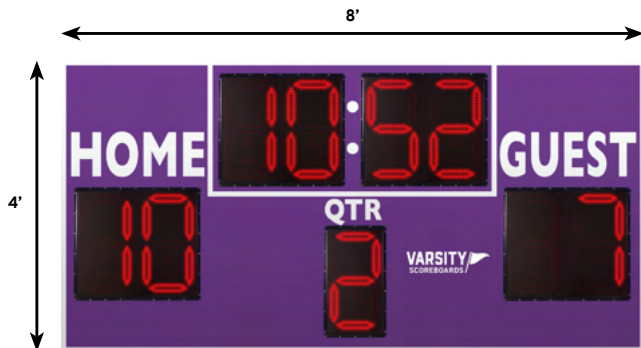 8'
4'
10:52
HOME
GUEST
10
QTR
7
2
VARSITY
SCOREBOARDS